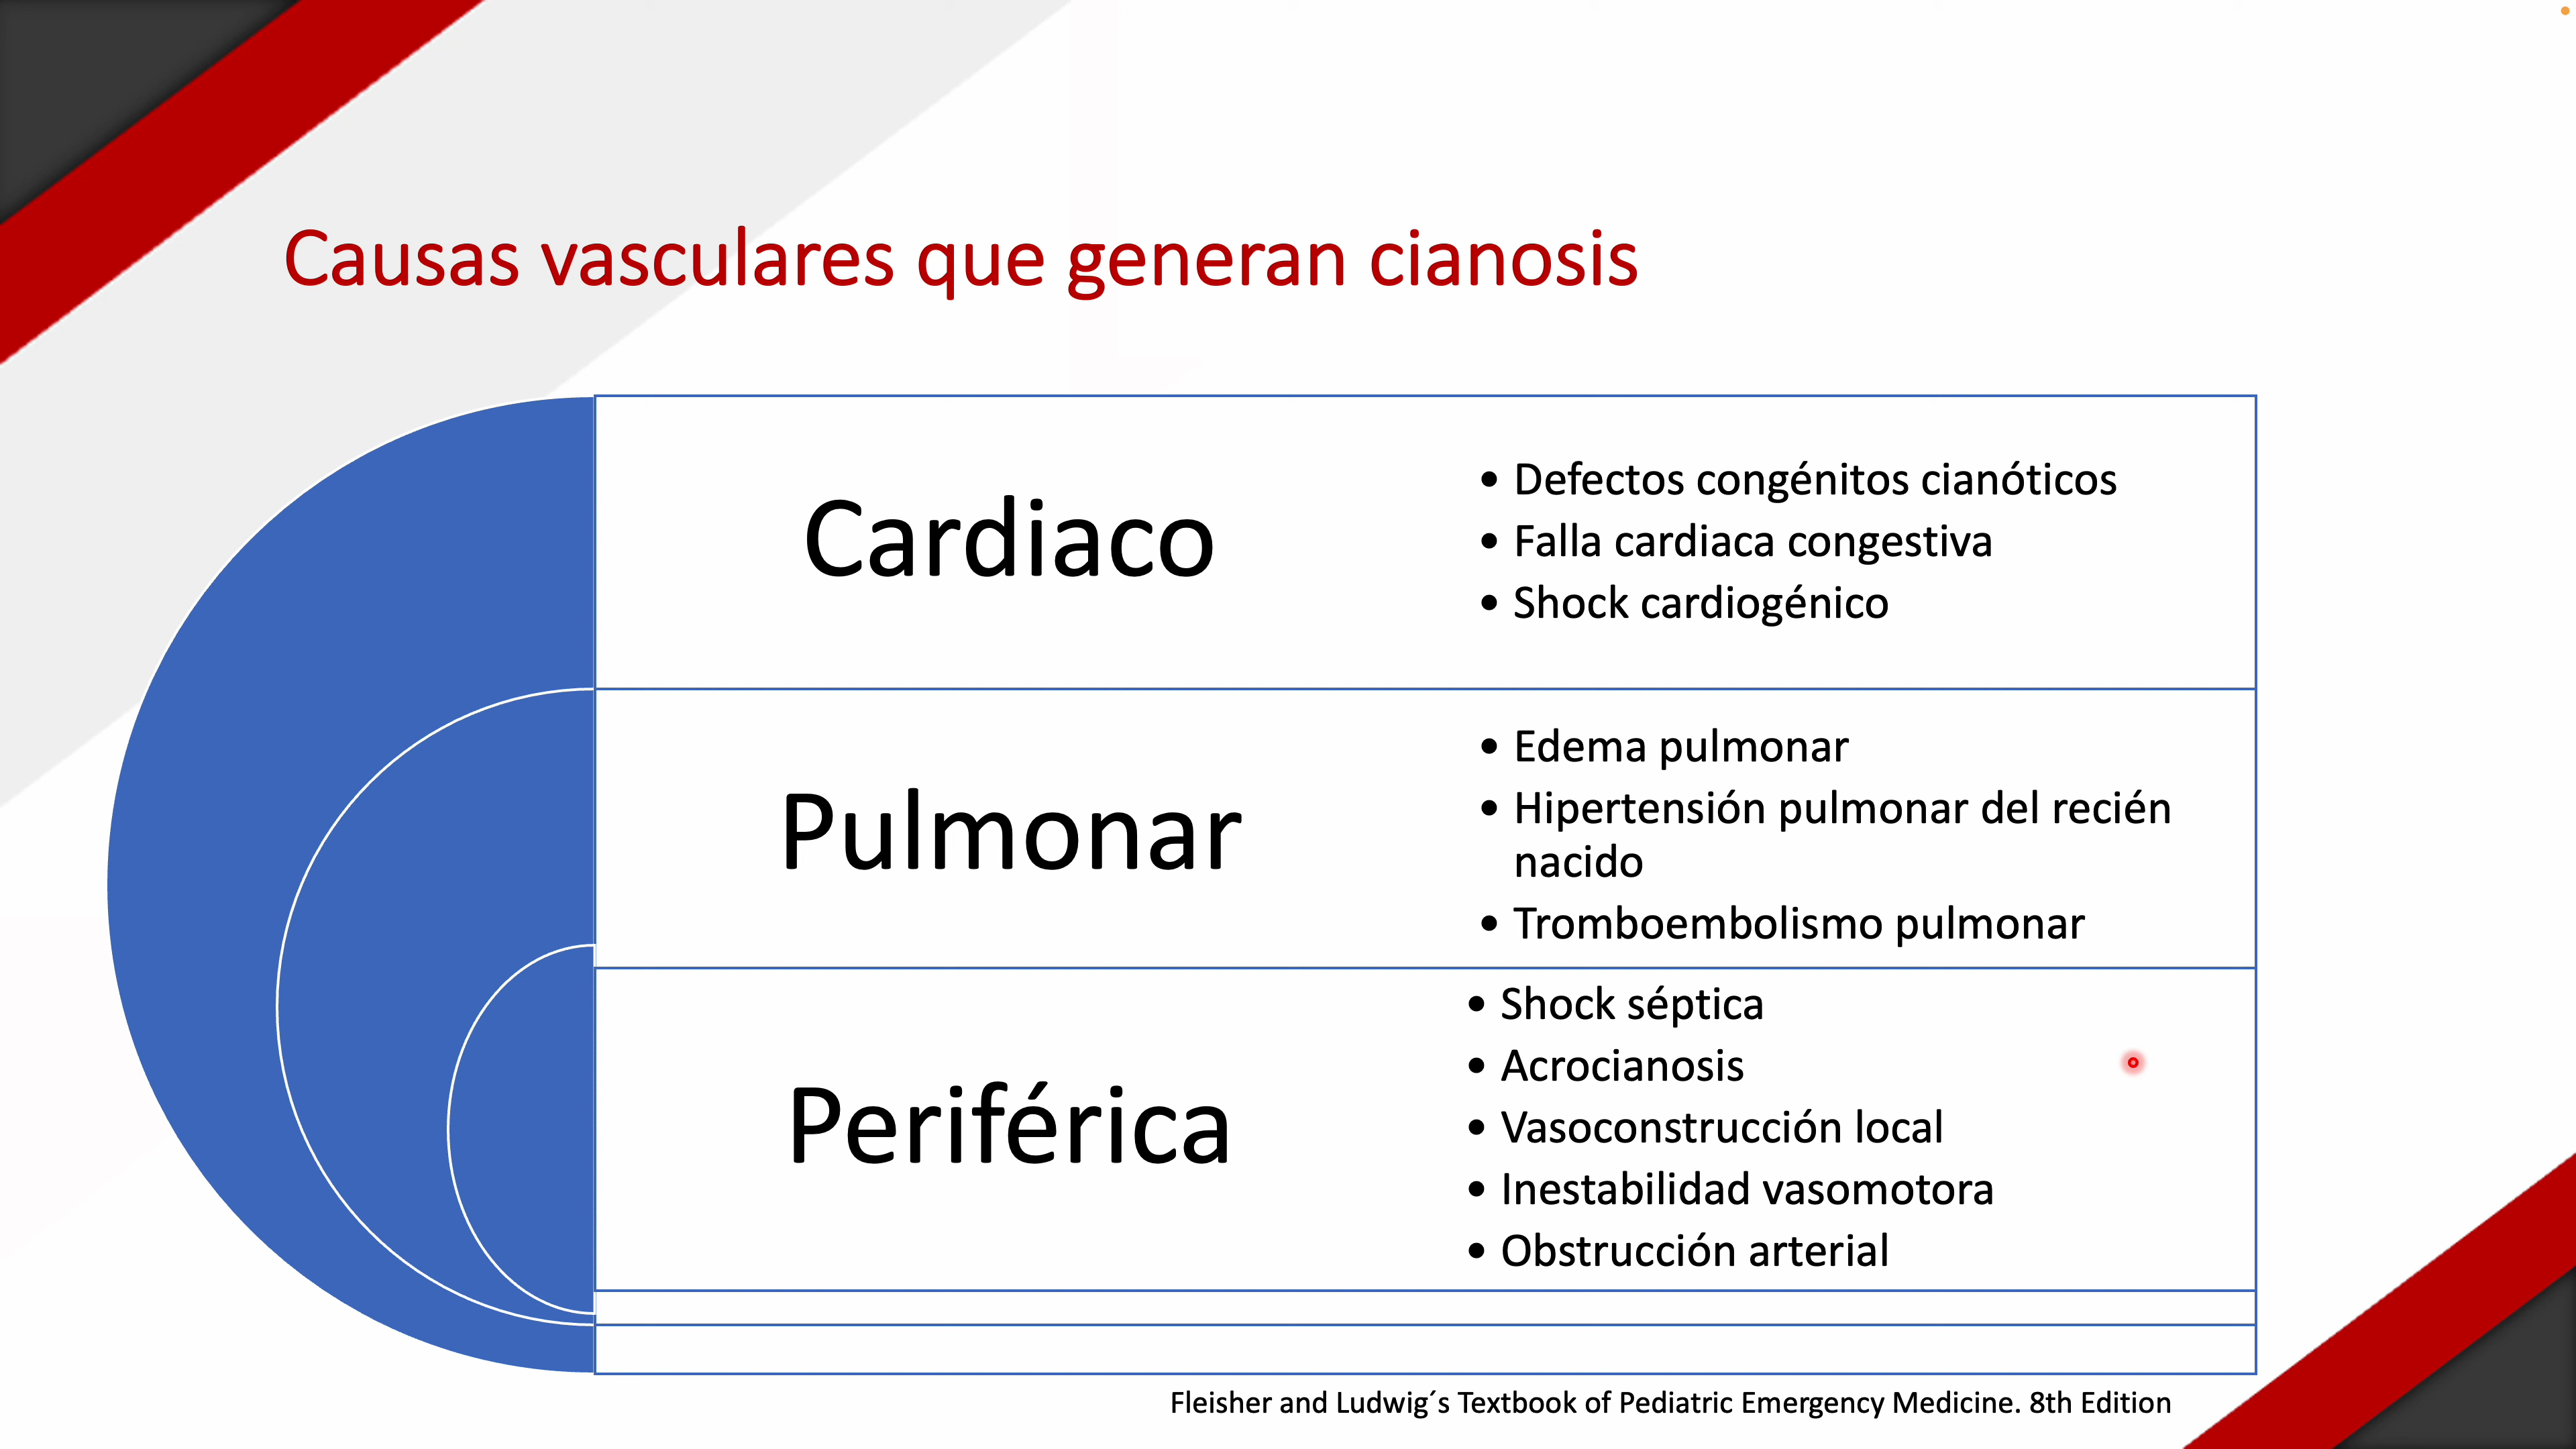 Causas vasculares que generan cianosis
Cardiaco
• Defectos congénitos cianóticos
• Falla cardiaca congestiva
• Shock cardiogénico
Pulmonar
• Edema pulmonar
• Hipertensión pulmonar del recién
nacido
• Tromboembolismo pulmonar
Periférica
• Shock séptica
• Acrocianosis
• Vasoconstrucción local
• Inestabilidad vasomotora
• Obstrucción arterial
Fleisher and Ludwig´s Textbook of Pediatric Emergency Medicine. 8th Edition